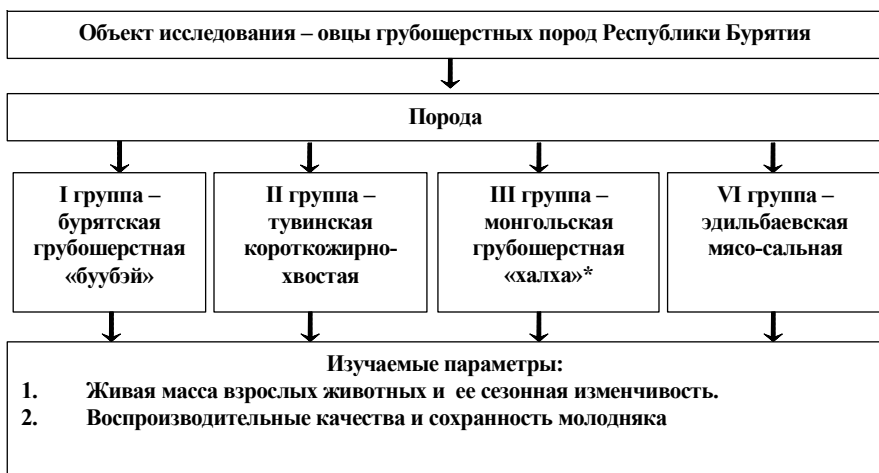 Объект исследования – овцы грубошерстных пород Республики Бурятия
Порода
I группа –
бурятская
грубошерстная
«буубэй»
II группа –
тувинская
короткожирно-
хвостая
III группа –
монгольская
грубошерстная
«халха»*
VI группа –
эдильбаевская
мясо-сальная
Изучаемые параметры:
1. Живая масса взрослых животных и ее сезонная изменчивость.
2. Воспроизводительные качества и сохранность молодняка